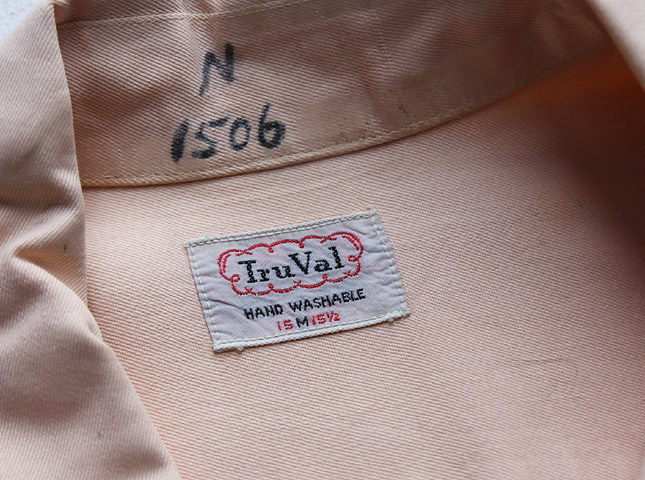 N
1506
TruVal
HAND WASHABLE
15 M 15½